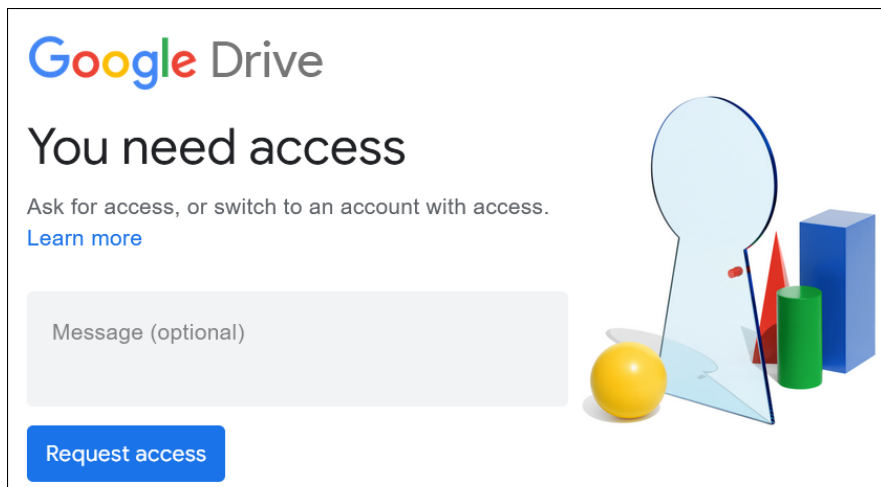 Google Drive
You need access
Ask for access, or switch to an account with access.
Learn more
Message (optional)
Request access